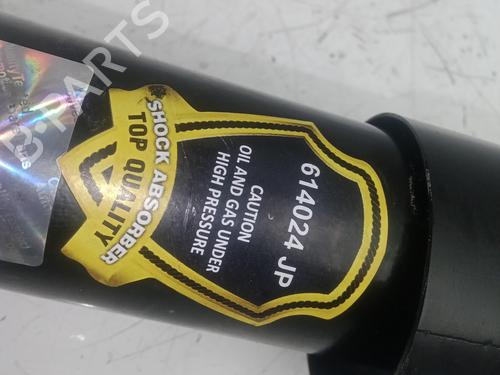 B-PARTS
SHOCK ABSORBER
TOP QUALITY
614024 JP
CAUTION
OIL AND GAS UNDER
HIGH PRESSURE